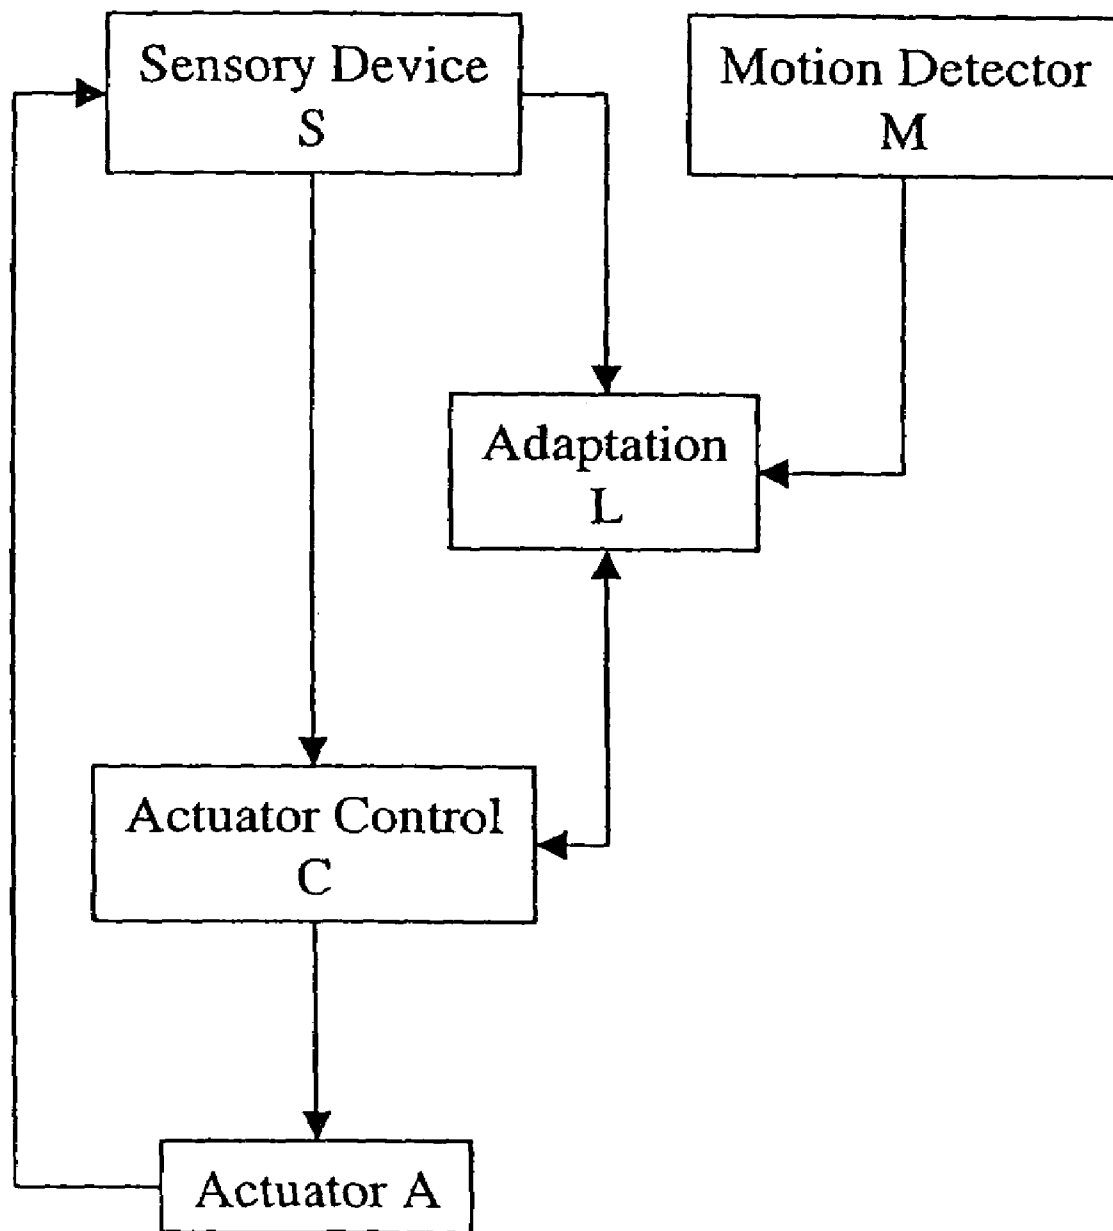 Sensory Device
S
Motion Detector
M
Adaptation
L
Actuator Control
C
Actuator A